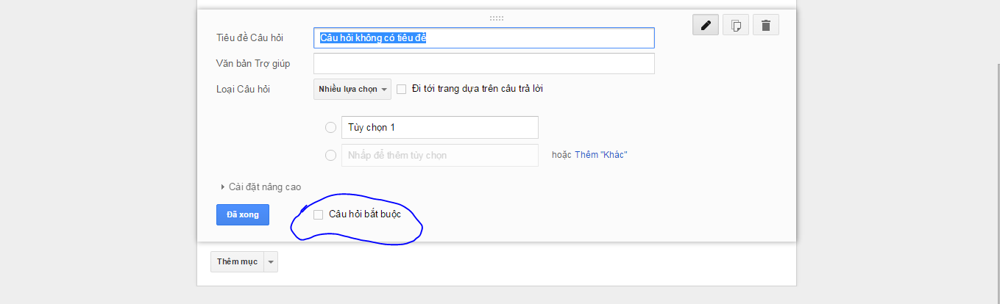 Tiêu đề Câu hỏi
Câu hỏi không có tiêu đề
Văn bản Trợ giúp
Loại Câu hỏi
Nhiều lựa chọn
Đi tới trang dựa trên câu trả lời
Tùy chọn 1
Nhấp để thêm tùy chọn
hoặc Thêm "Khác"
Cài đặt nâng cao
Đã xong
Câu hỏi bắt buộc
Thêm mục